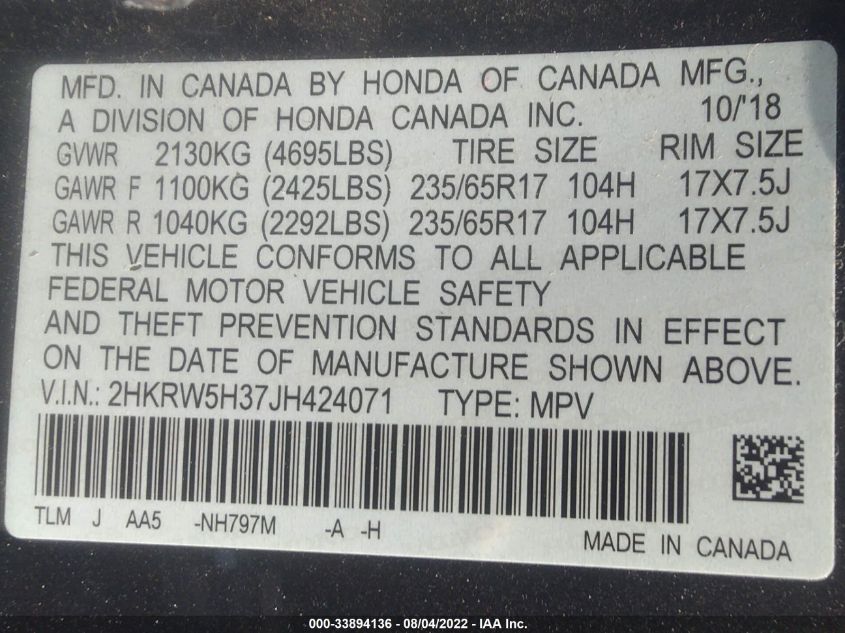 MFD. IN CANADA BY HONDA OF CANADA MFG.,
A DIVISION OF HONDA CANADA INC. 10/'18
GVWR 2130KG (4695LBS) TIRE SIZE RIM SIZE
GAWR F 1100KG (2425LBS) 235/65R17 104H 17X7.5J
GAWR R 1040KG (2292LBS) 235/65R17 104H 17X7.5J
THIS VEHICLE CONFORMS TO ALL APPLICABLE
FEDERAL MOTOR VEHICLE SAFETY
AND THEFT PREVENTION STANDARDS IN EFFECT
ON THE DATE OF MANUFACTURE SHOWN ABOVE.
V.I.N.: 2HKRW5H37JH424071 TYPE: MPV
TLM J AA5 -NH797M -A -H
MADE IN CANADA
000-33894136 - 08/04/2022 - IAA Inc.